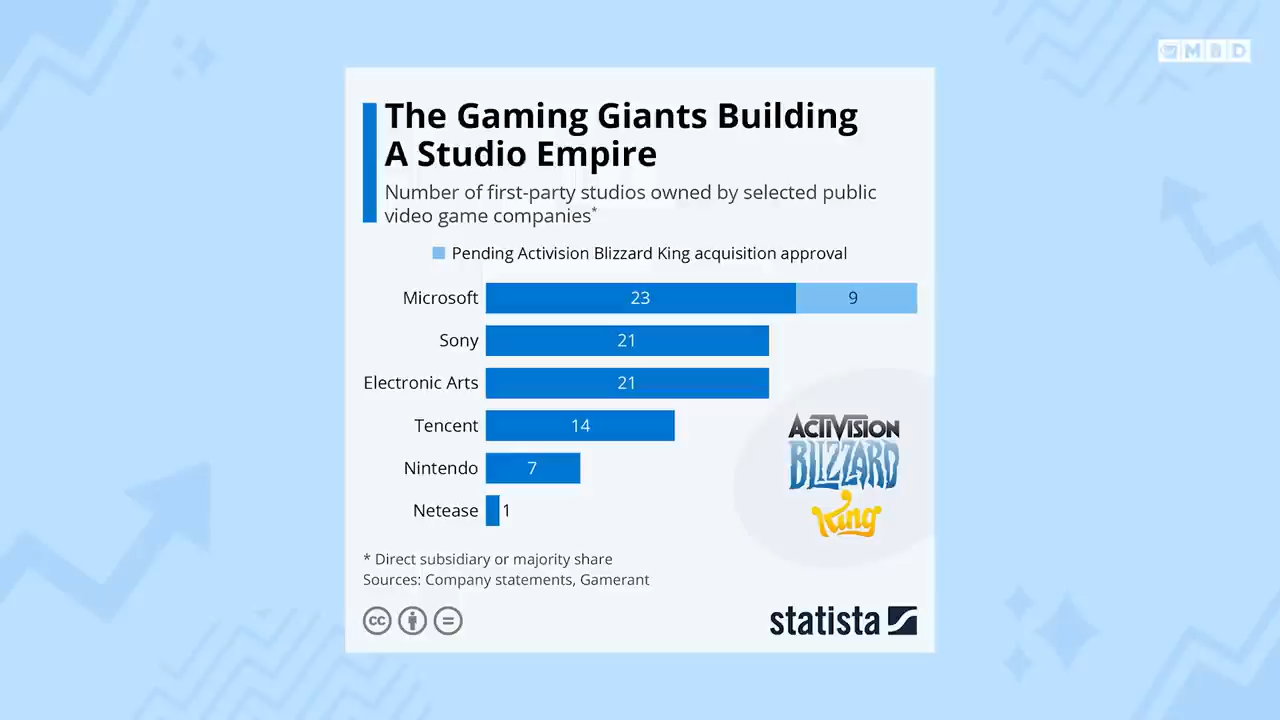 MBD
The Gaming Giants Building
A Studio Empire
Number of first-party studios owned by selected public
video game companies*
Pending Activision Blizzard King acquisition approval
Microsoft 23 9
Sony 21
Electronic Arts 21
Tencent 14
Nintendo 7
Netease 1
ACTIVISION
BLIZZARD
King
* Direct subsidiary or majority share
Sources: Company statements, Gamerant
cc
statista